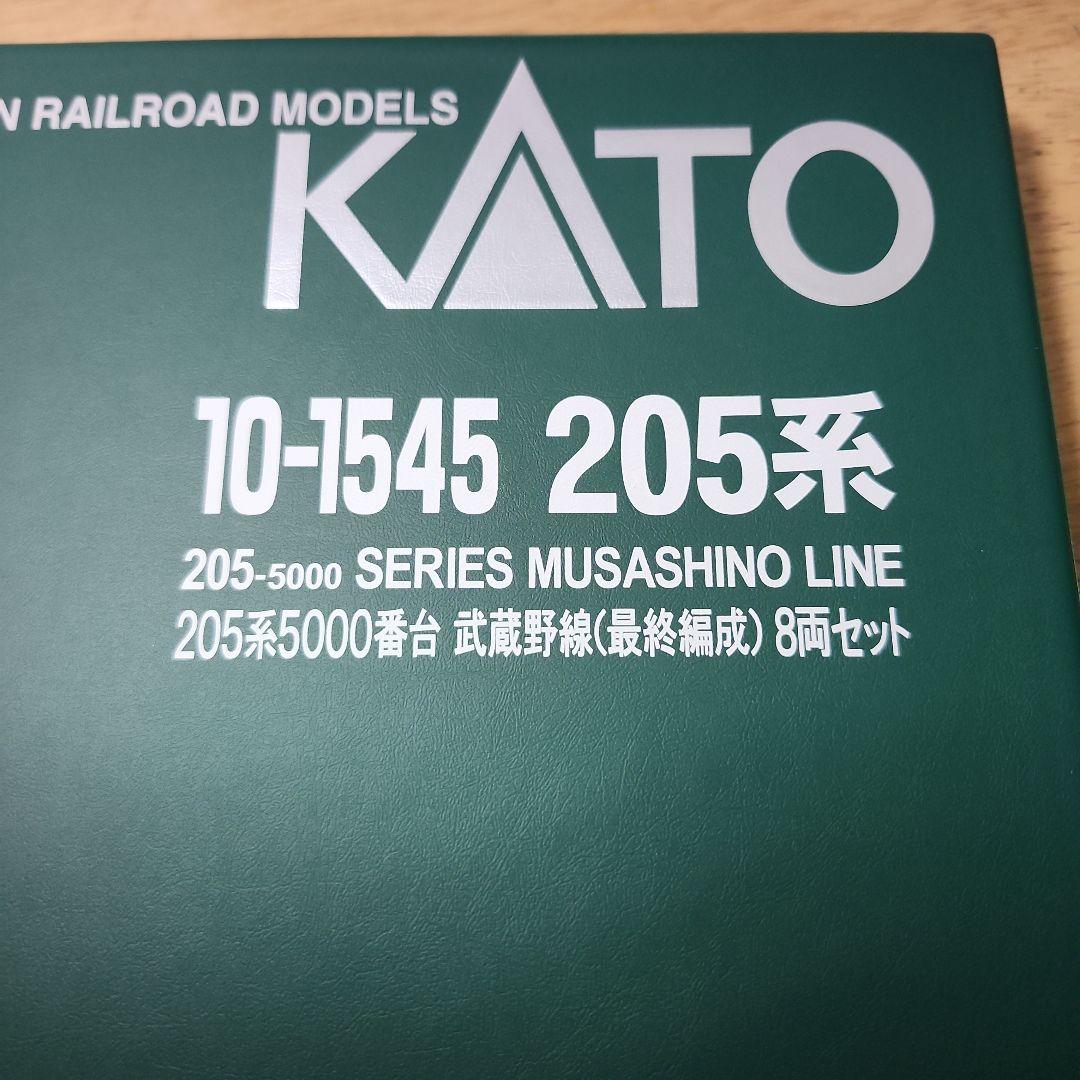 N RAILROAD MODELS
KATO
10-1545 205系
205-5000 SERIES MUSASHINO LINE
205系5000番台 武蔵野線(最終編成) 8両セット